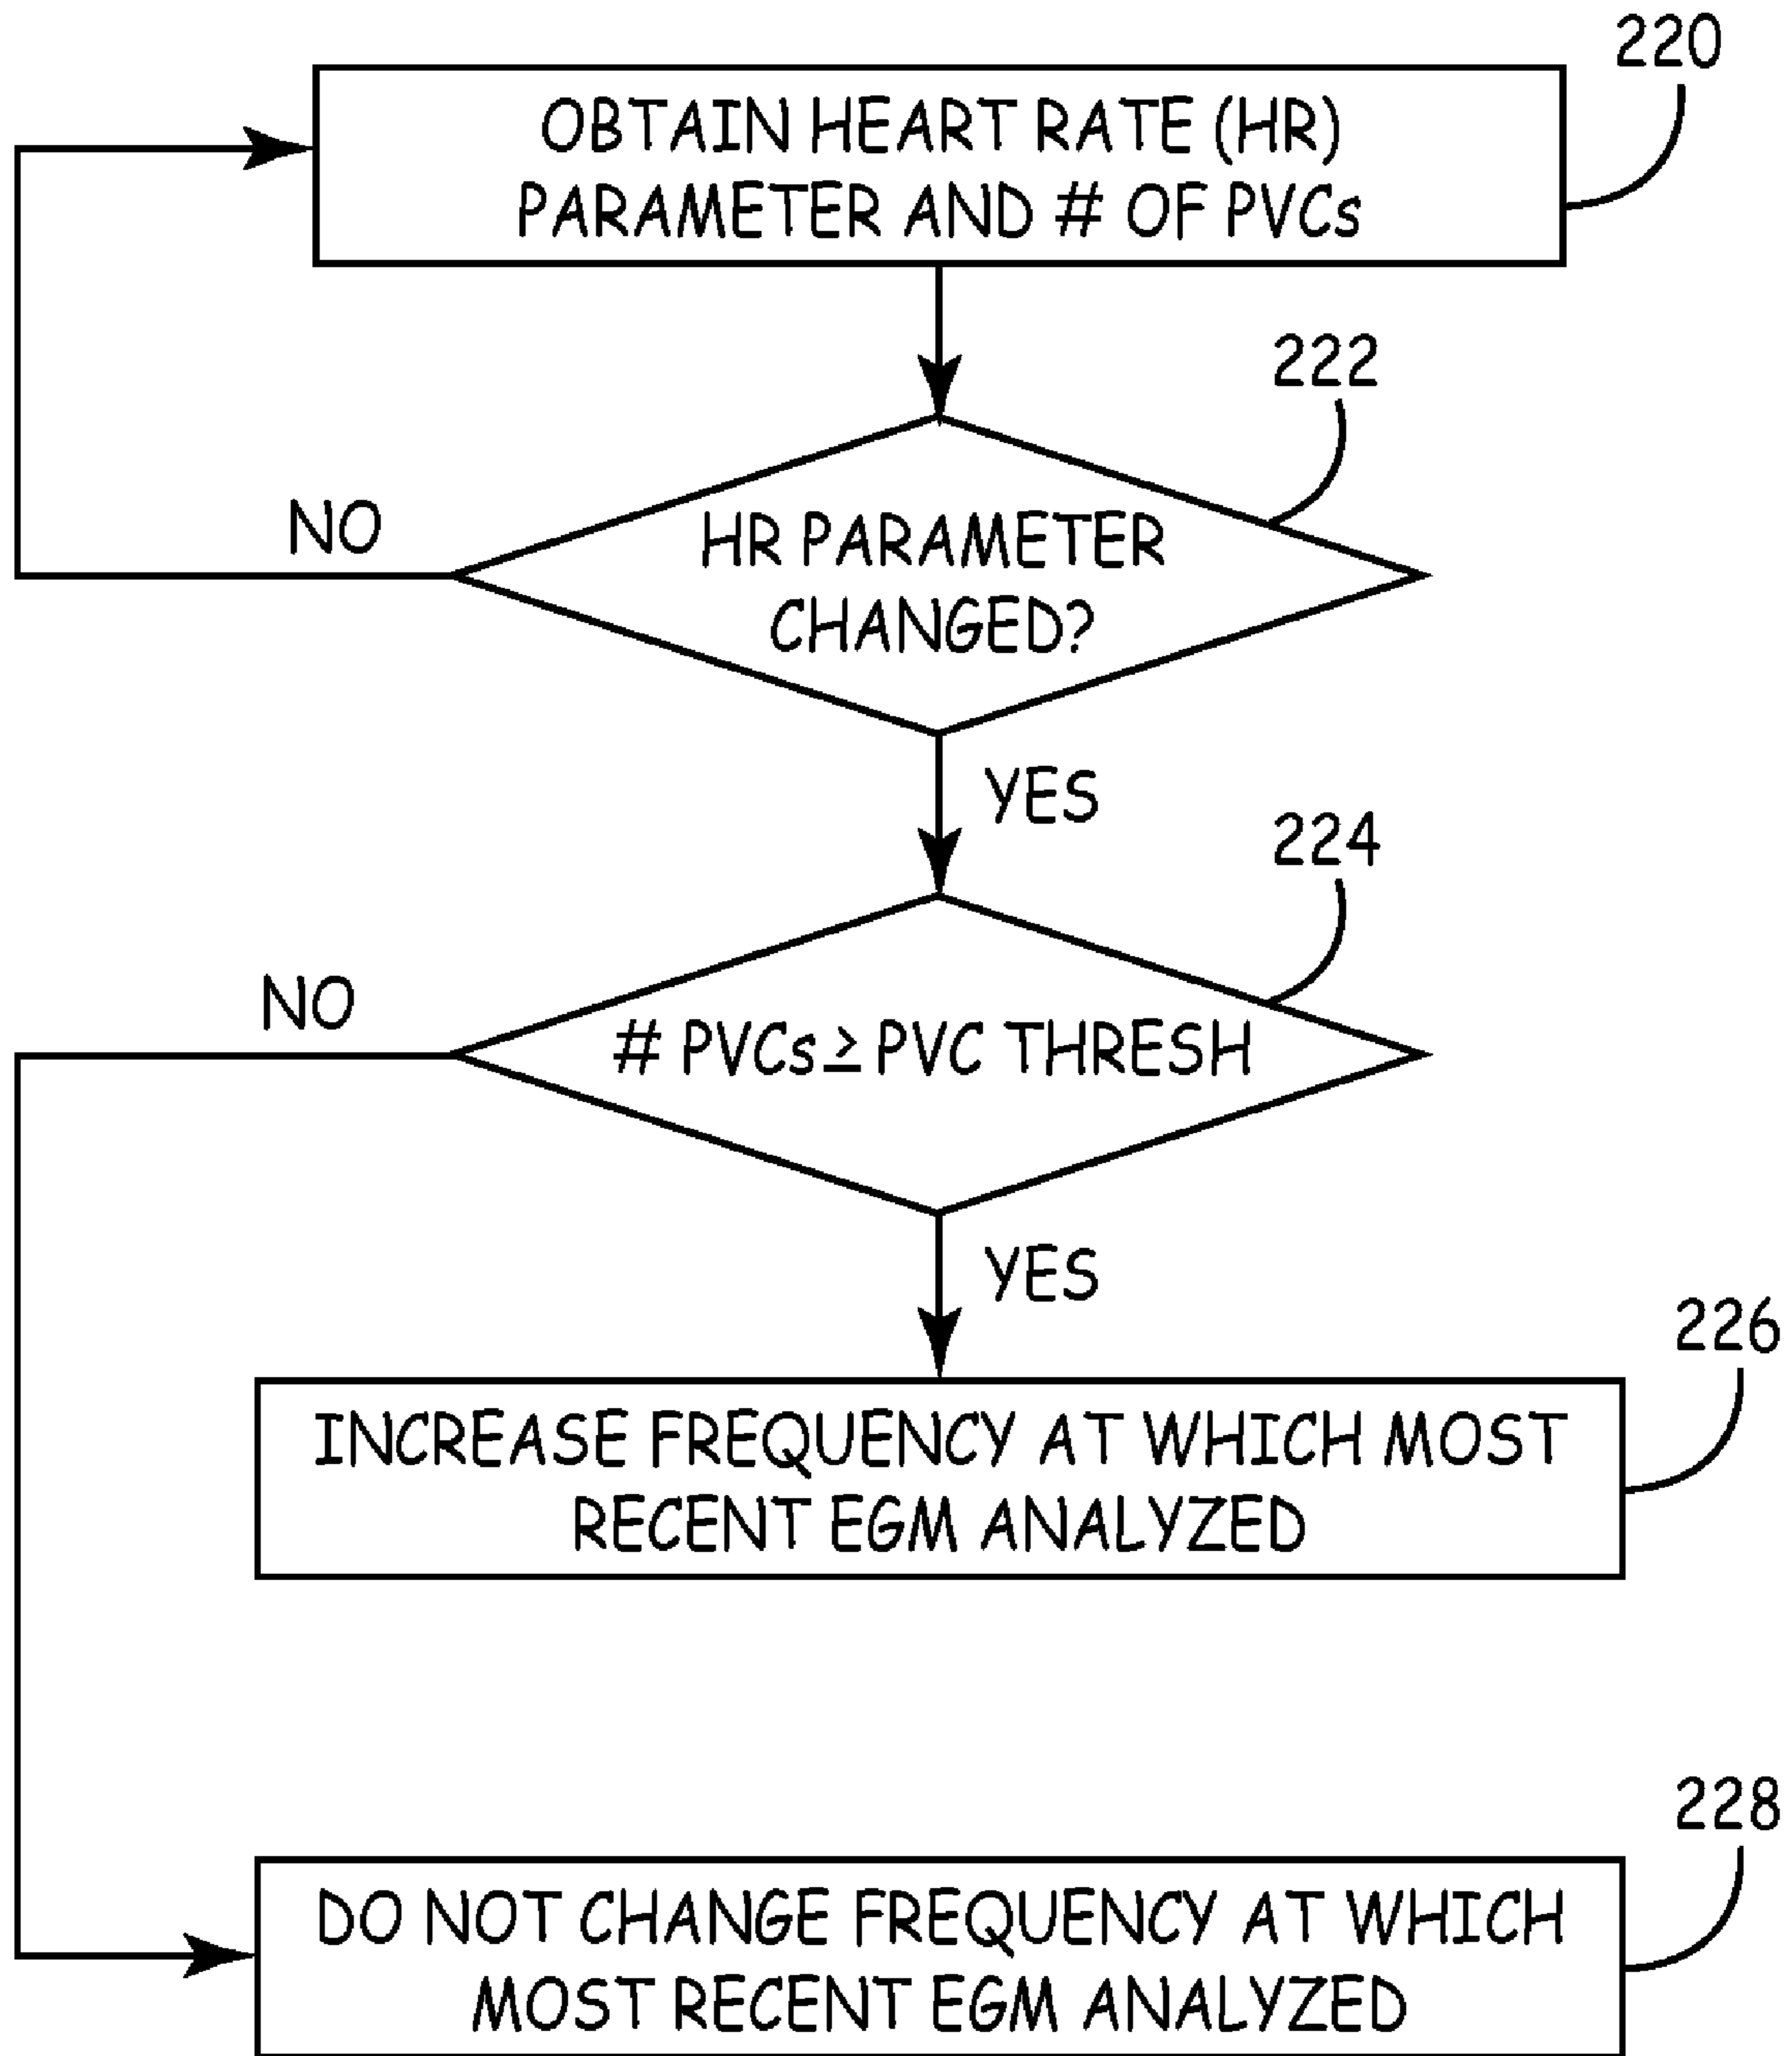 220
OBTAIN HEART RATE (HR)
PARAMETER AND # OF PVCs
222
NO
HR PARAMETER
CHANGED?
YES
224
NO
# PVCs ≥ PVC THRESH
YES
226
INCREASE FREQUENCY AT WHICH MOST
RECENT EGM ANALYZED
228
DO NOT CHANGE FREQUENCY AT WHICH
MOST RECENT EGM ANALYZED